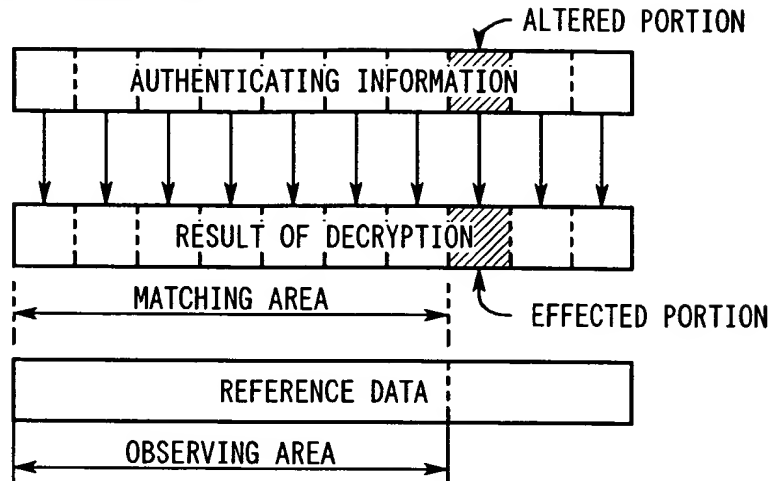 ALTERED PORTION
AUTHENTICATING INFORMATION
RESULT OF DECRYPTION
MATCHING AREA
EFFECTED PORTION
REFERENCE DATA
OBSERVING AREA